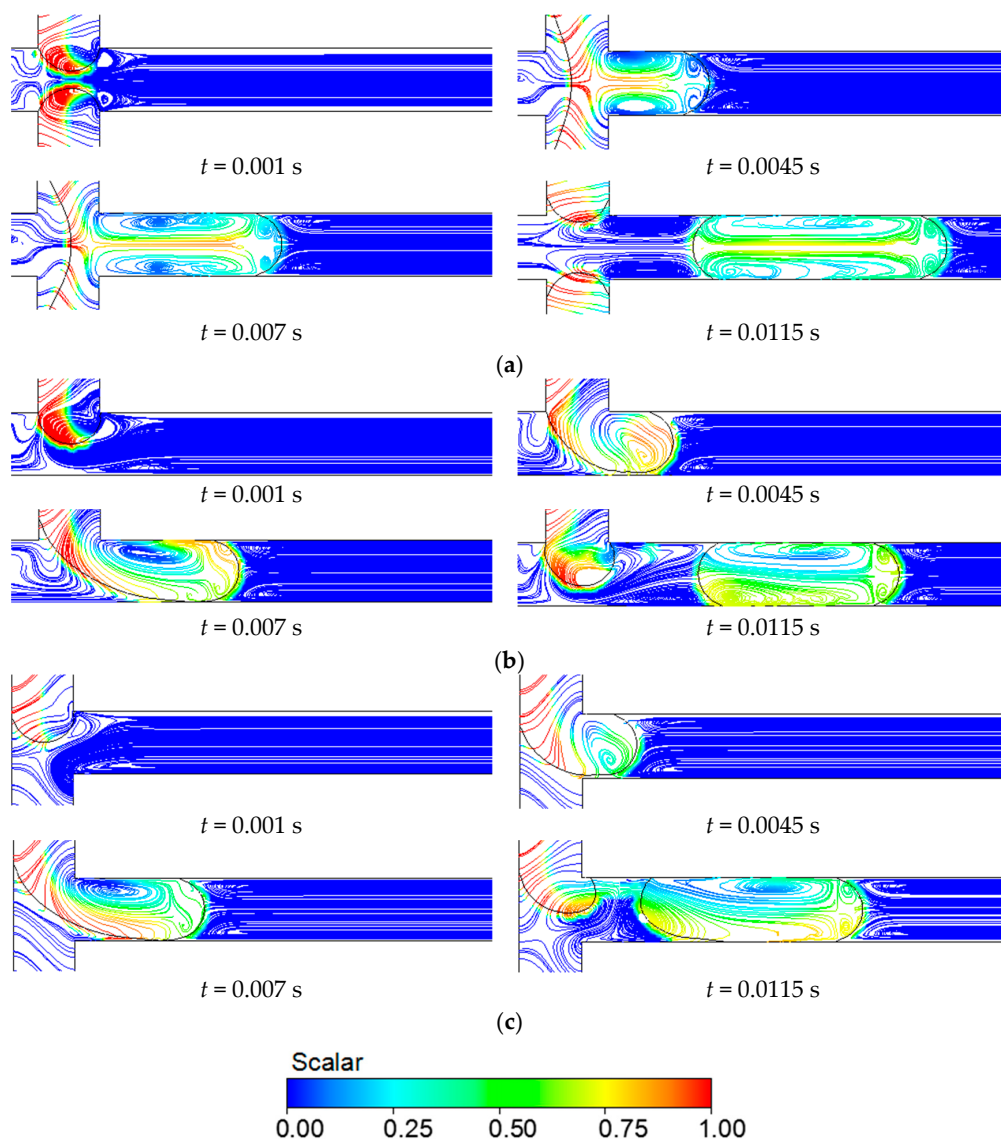 t = 0.001 s t = 0.0045 s
t = 0.007 s t = 0.0115 s
(a)
t = 0.001 s t = 0.0045 s
t = 0.007 s t = 0.0115 s
(b)
t = 0.001 s t = 0.0045 s
t = 0.007 s t = 0.0115 s
(c)
Scalar
0.00 0.25 0.50 0.75 1.00